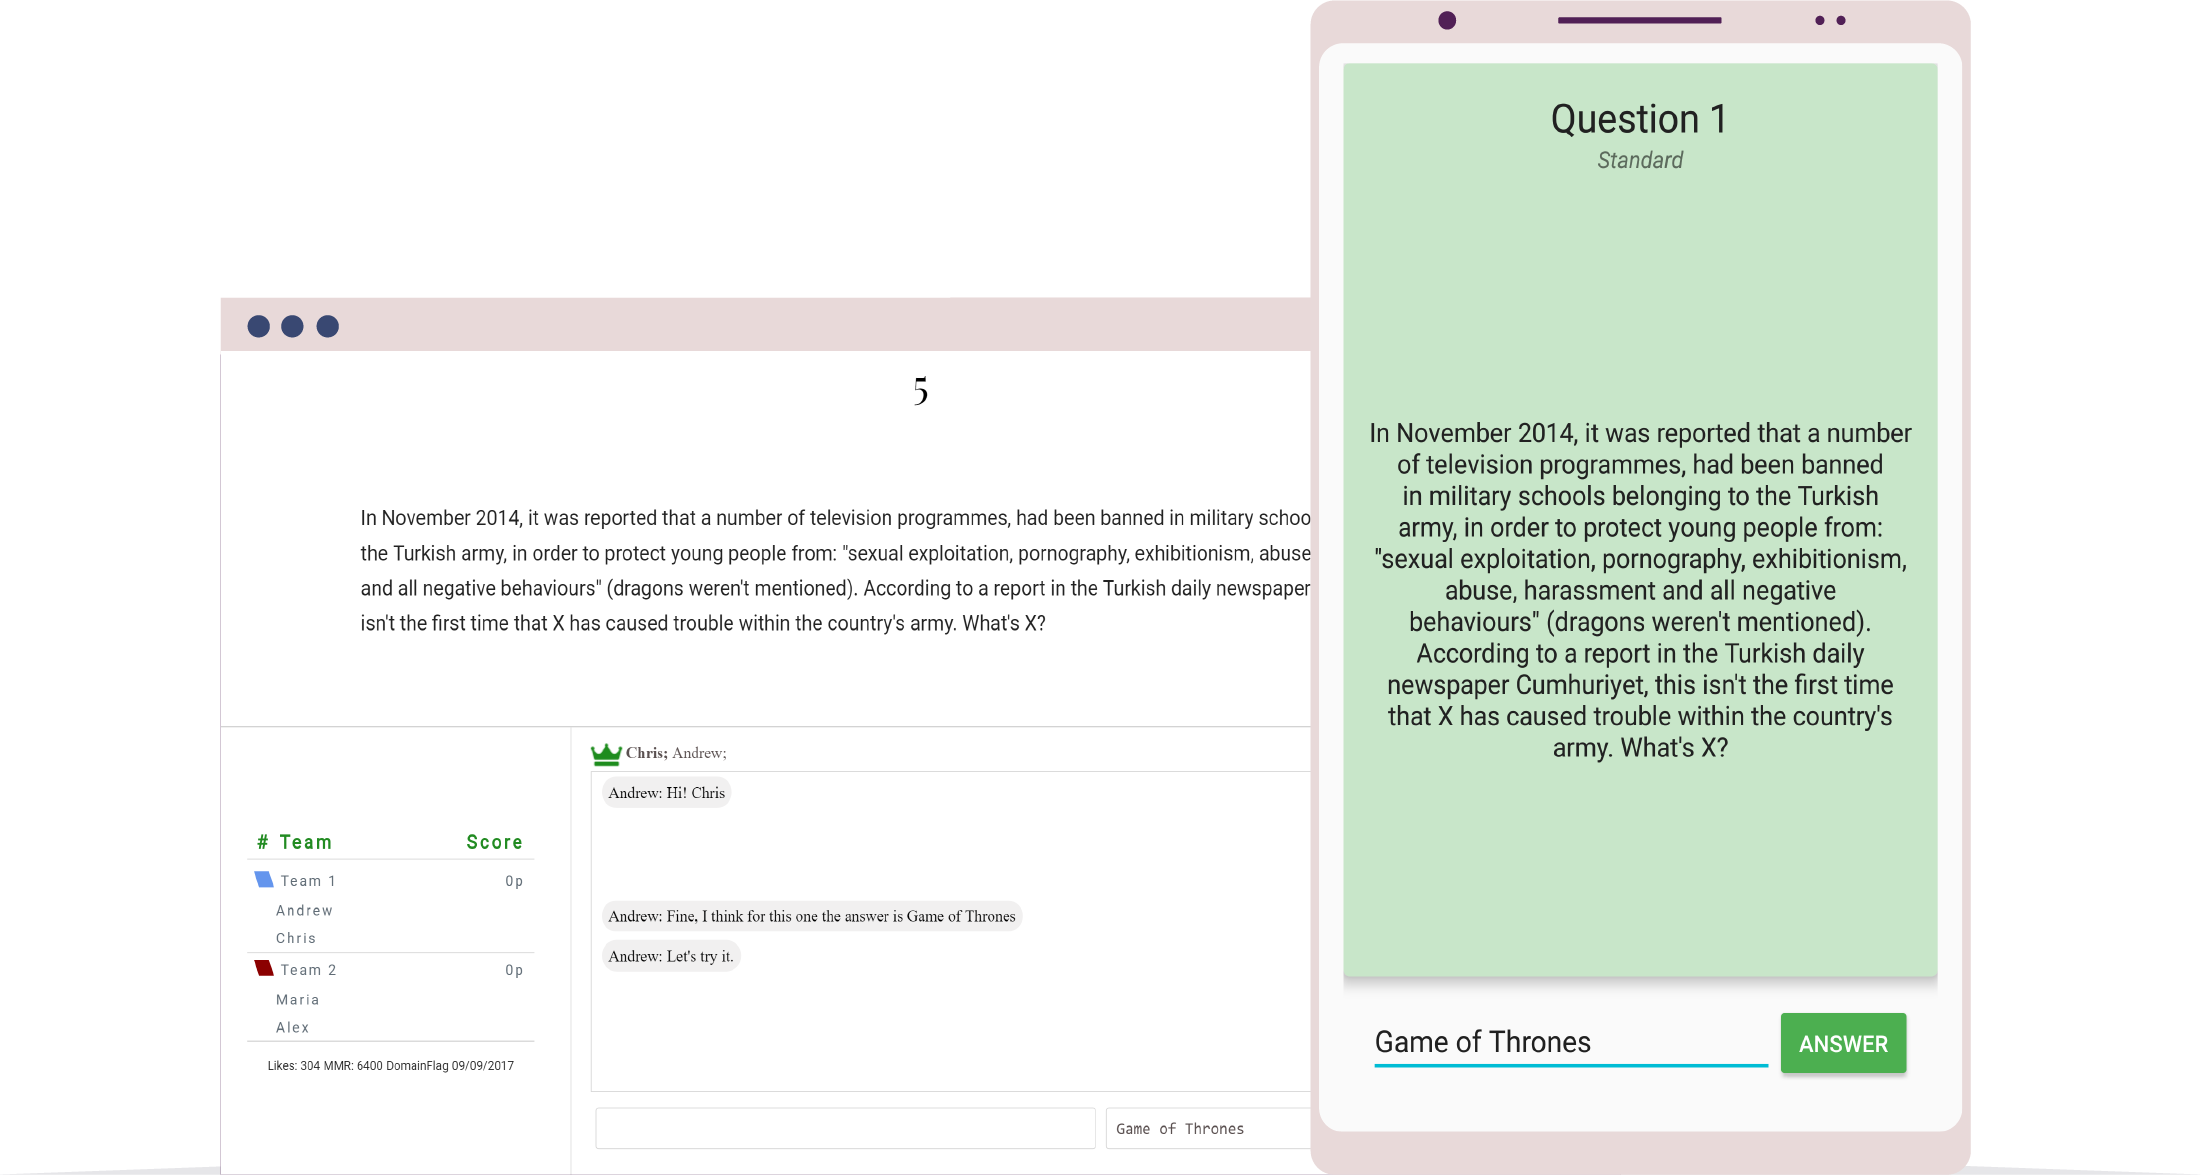 5
In November 2014, it was reported that a number of television programmes, had been banned in military schoo
the Turkish army, in order to protect young people from: "sexual exploitation, pornography, exhibitionism, abuse
and all negative behaviours" (dragons weren't mentioned). According to a report in the Turkish daily newspaper
isn't the first time that X has caused trouble within the country's army. What's X?
# Team Score
Team 1 0p
Andrew
Chris
Team 2 0p
Maria
Alex
Likes: 304 MMR: 6400 DomainFlag 09/09/2017
Chris; Andrew;
Andrew: Hi! Chris
Andrew: Fine, I think for this one the answer is Game of Thrones
Andrew: Let's try it.
Game of Thrones
Question 1
Standard
In November 2014, it was reported that a number
of television programmes, had been banned
in military schools belonging to the Turkish
army, in order to protect young people from:
"sexual exploitation, pornography, exhibitionism,
abuse, harassment and all negative
behaviours" (dragons weren't mentioned).
According to a report in the Turkish daily
newspaper Cumhuriyet, this isn't the first time
that X has caused trouble within the country's
army. What's X?
Game of Thrones
ANSWER